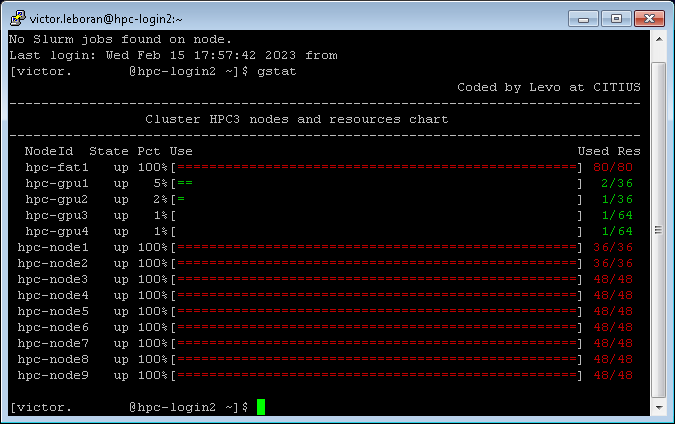 victor.leboran@hpc-login2:~
No Slurm jobs found on node.
Last login: Wed Feb 15 17:57:42 2023 from
[victor. @hpc-login2 ~]$ gstat
Coded by Levo at CITIUS
--------------------------------------------------------------------------------
Cluster HPC3 nodes and resources chart
--------------------------------------------------------------------------------
NodeId State Pct Use Used Res
hpc-fat1 up 100%[==================================================] 80/80
hpc-gpu1 up 5%[== ] 2/36
hpc-gpu2 up 2%[= ] 1/36
hpc-gpu3 up 1%[ ] 1/64
hpc-gpu4 up 1%[ ] 1/64
hpc-node1 up 100%[==================================================] 36/36
hpc-node2 up 100%[==================================================] 36/36
hpc-node3 up 100%[==================================================] 48/48
hpc-node4 up 100%[==================================================] 48/48
hpc-node5 up 100%[==================================================] 48/48
hpc-node6 up 100%[==================================================] 48/48
hpc-node7 up 100%[==================================================] 48/48
hpc-node8 up 100%[==================================================] 48/48
hpc-node9 up 100%[==================================================] 48/48
[victor. @hpc-login2 ~]$